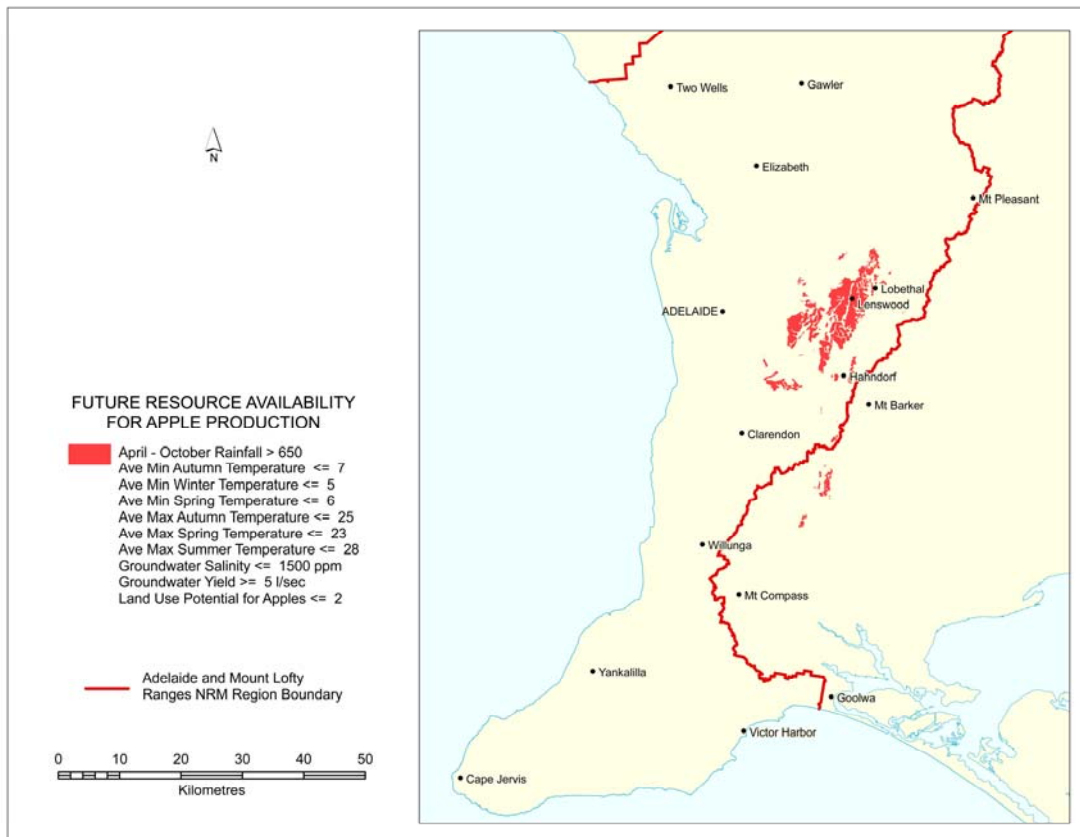 N
FUTURE RESOURCE AVAILABILITY
FOR APPLE PRODUCTION
April - October Rainfall > 650
Ave Min Autumn Temperature <= 7
Ave Min Winter Temperature <= 5
Ave Min Spring Temperature <= 6
Ave Max Autumn Temperature <= 25
Ave Max Spring Temperature <= 23
Ave Max Summer Temperature <= 28
Groundwater Salinity <= 1500 ppm
Groundwater Yield >= 5 l/sec
Land Use Potential for Apples <= 2
Adelaide and Mount Lofty
Ranges NRM Region Boundary
0 10 20 30 40 50
Kilometres
Two Wells
Gawler
Elizabeth
Mt Pleasant
Lobethal
Lenswood
ADELAIDE
Hahndorf
Mt Barker
Clarendon
Willunga
Mt Compass
Yankalilla
Goolwa
Victor Harbor
Cape Jervis